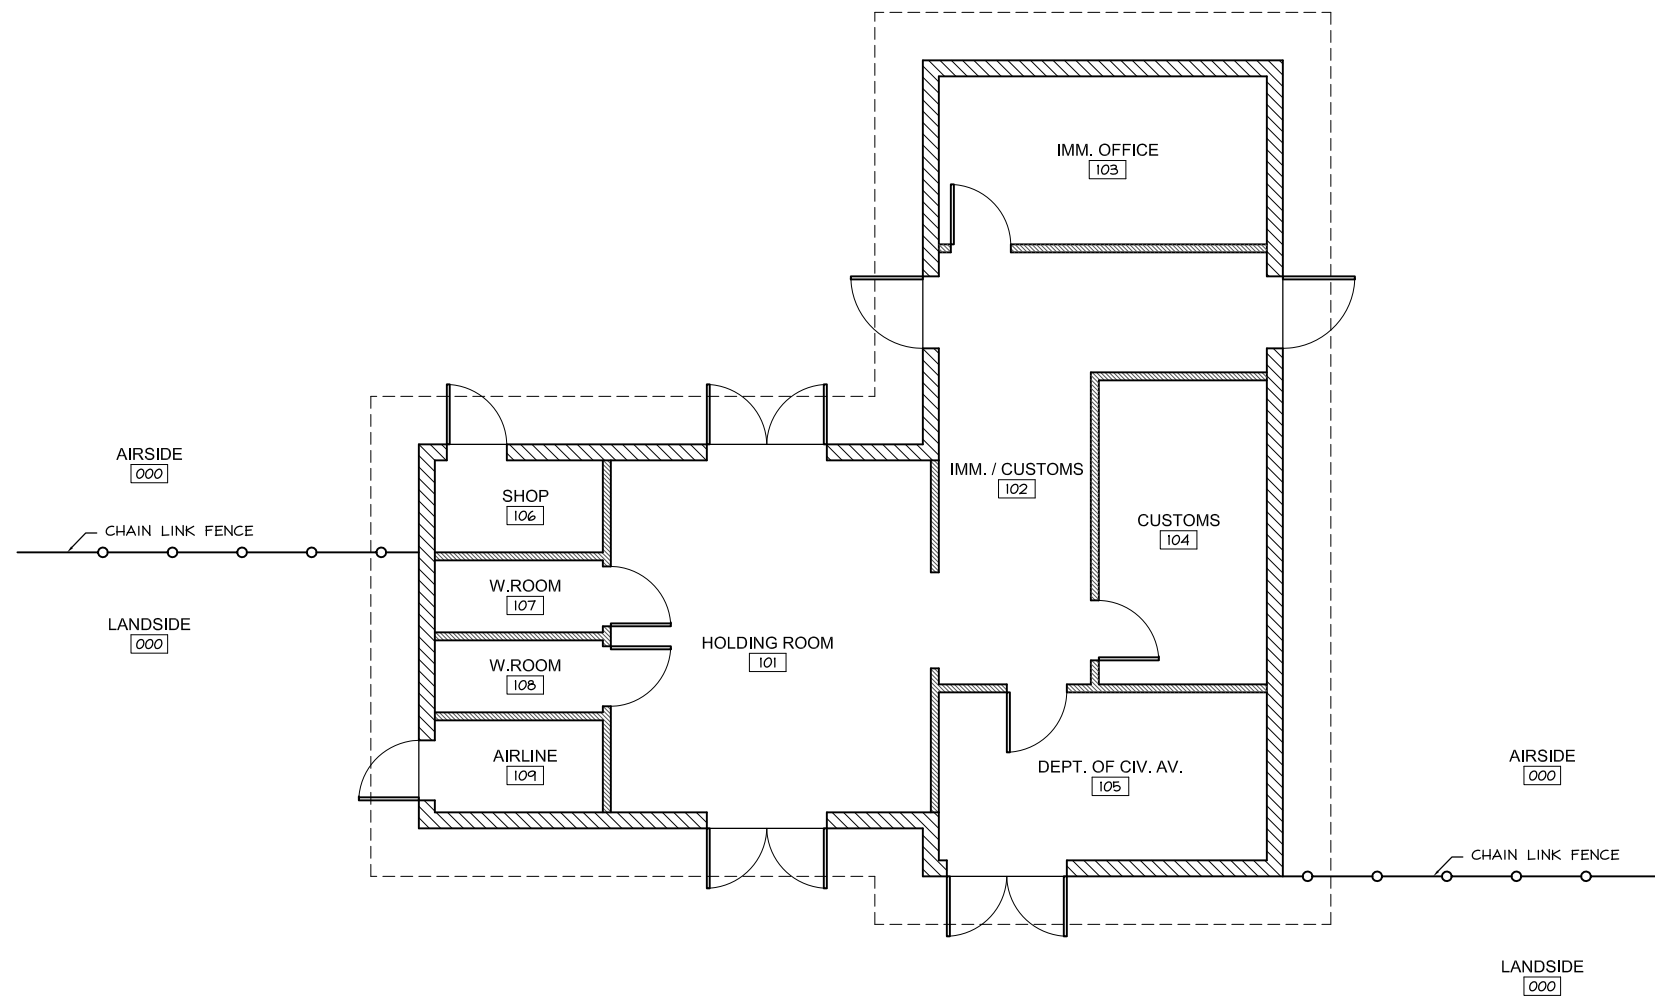 IMM. OFFICE
103
AIRSIDE
000
IMM. / CUSTOMS
102
SHOP
106
CUSTOMS
104
CHAIN LINK FENCE
W.ROOM
107
LANDSIDE
000
HOLDING ROOM
101
W.ROOM
108
AIRLINE
109
DEPT. OF CIV. AV.
105
AIRSIDE
000
CHAIN LINK FENCE
LANDSIDE
000